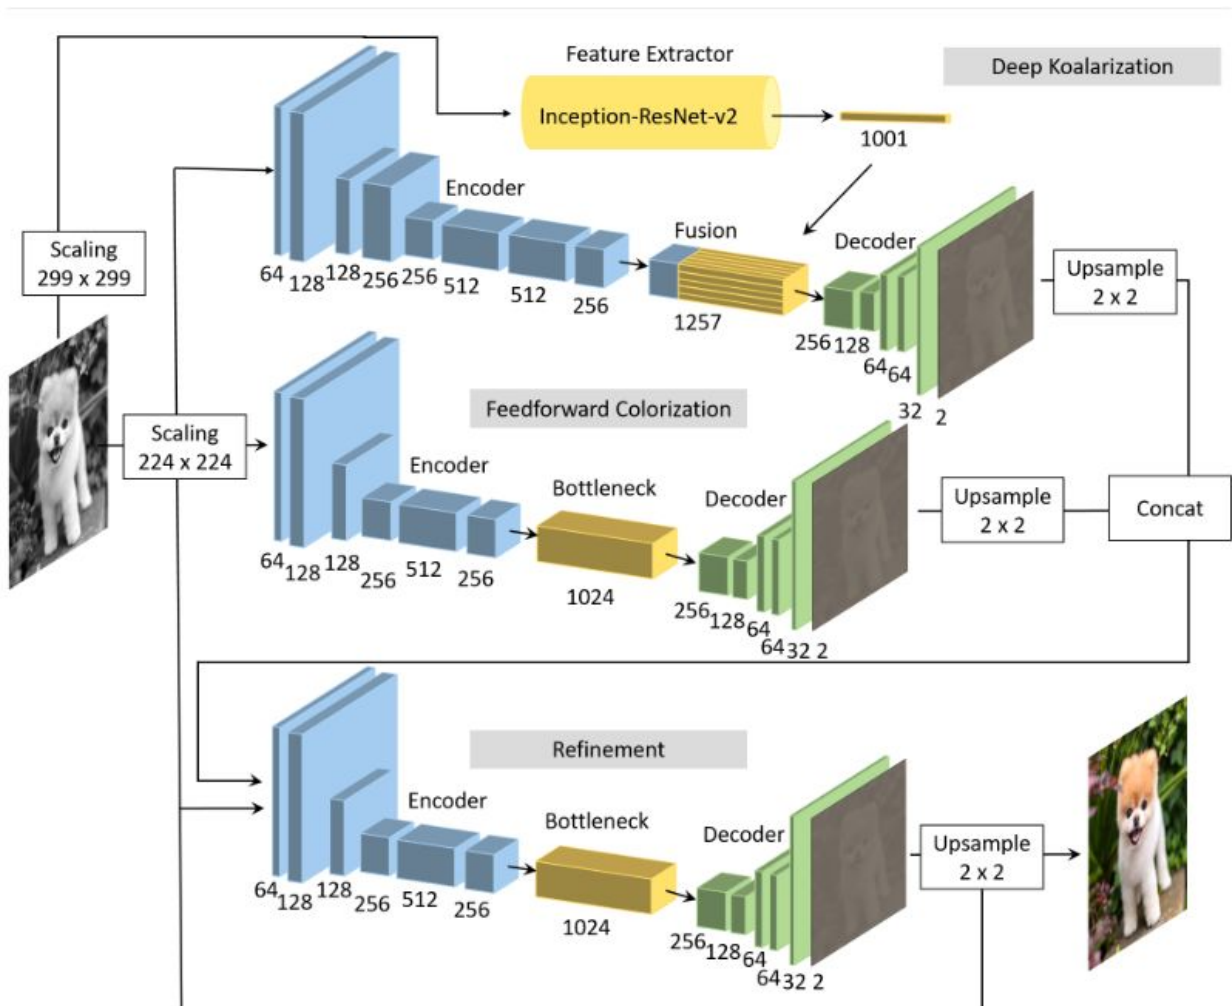 Feature Extractor
Deep Koalarization
Inception-ResNet-v2
1001
Encoder
Scaling
299 x 299
Fusion
Decoder
Upsample
2 x 2
64
128
128
256
256
512
512
256
1257
256
128
64
64
32
2
Feedforward Colorization
Scaling
224 x 224
Encoder
Bottleneck
Decoder
Upsample
2 x 2
Concat
64
128
128
256
512
256
1024
256
128
64
64
32
2
Refinement
Encoder
Bottleneck
Decoder
Upsample
2 x 2
64
128
128
256
512
256
1024
256
128
64
64
32
2